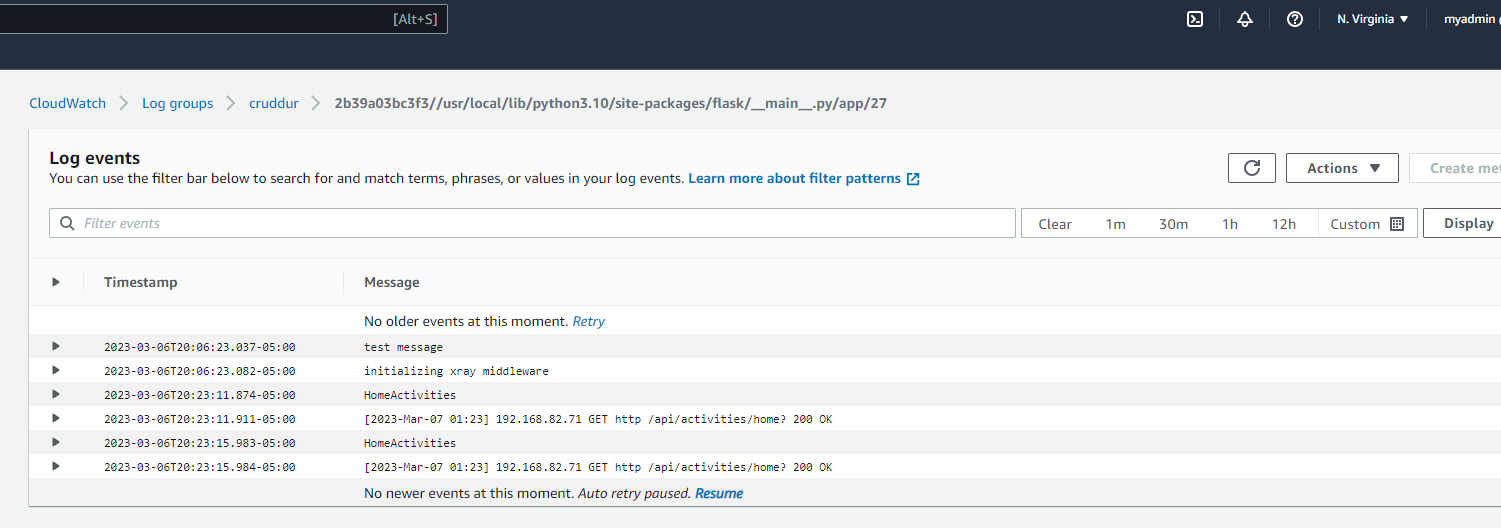 [Alt+S] N. Virginia myadmin
CloudWatch Log groups cruddur 2b39a03bc3f3//usr/local/lib/python3.10/site-packages/flask/__main__.py/app/27
Log events
You can use the filter bar below to search for and match terms, phrases, or values in your log events. Learn more about filter patterns
Actions Create met
Filter events Clear 1m 30m 1h 12h Custom Display
Timestamp Message
No older events at this moment. Retry
2023-03-06T20:06:23.037-05:00 test message
2023-03-06T20:06:23.082-05:00 initializing xray middleware
2023-03-06T20:23:11.874-05:00 HomeActivities
2023-03-06T20:23:11.911-05:00 [2023-Mar-07 01:23] 192.168.82.71 GET http /api/activities/home? 200 OK
2023-03-06T20:23:15.983-05:00 HomeActivities
2023-03-06T20:23:15.984-05:00 [2023-Mar-07 01:23] 192.168.82.71 GET http /api/activities/home? 200 OK
No newer events at this moment. Auto retry paused. Resume